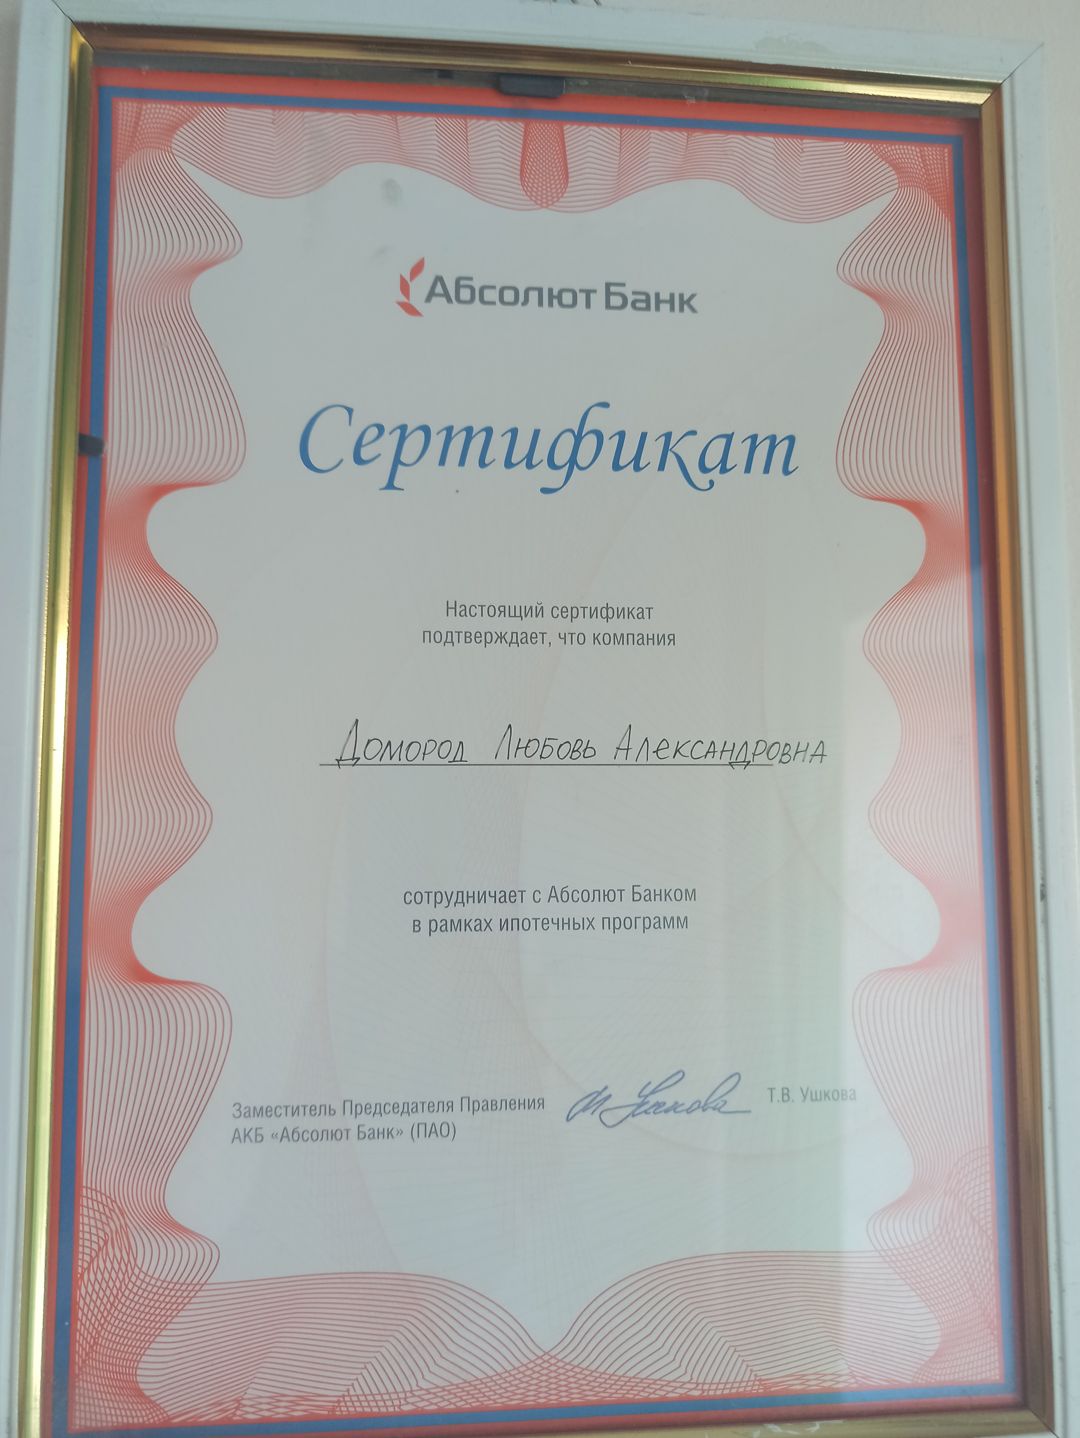 Абсолют Банк
Сертификат
Настоящий сертификат
подтверждает, что компания
Домород Любовь Александровна
сотрудничает с Абсолют Банком
в рамках ипотечных программ
Заместитель Председателя Правления
АКБ «Абсолют Банк» (ПАО)
Т.В. Ушкова